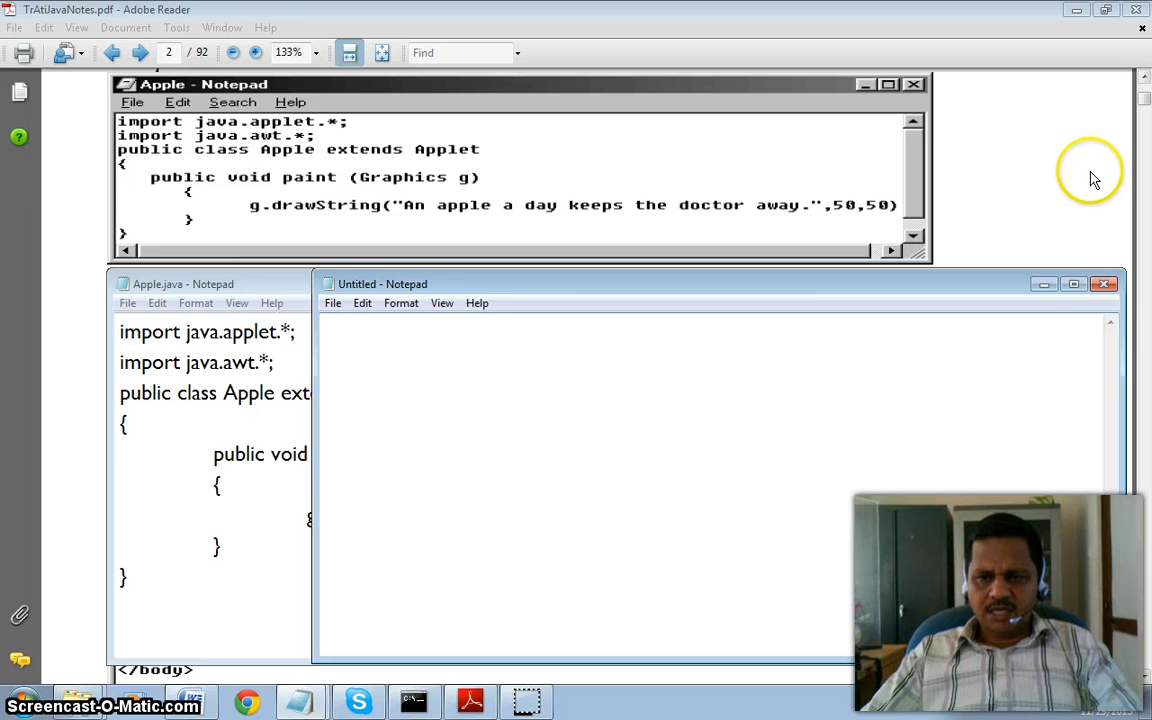 TrAtiJavaNotes.pdf - Adobe Reader
File Edit View Document Tools Window Help
2 / 92 133% Find
Apple - Notepad
File Edit Search Help
import java.applet.*;
import java.awt.*;
public class Apple extends Applet
{
public void paint (Graphics g)
{
g.drawString("An apple a day keeps the doctor away.",50,50)
}
}
Apple.java - Notepad
File Edit Format View Help
import java.applet.*;
import java.awt.*;
public class Apple exte
{
public void
{
g
}
}
Untitled - Notepad
File Edit Format View Help
</body>
Screencast-O-Matic.com